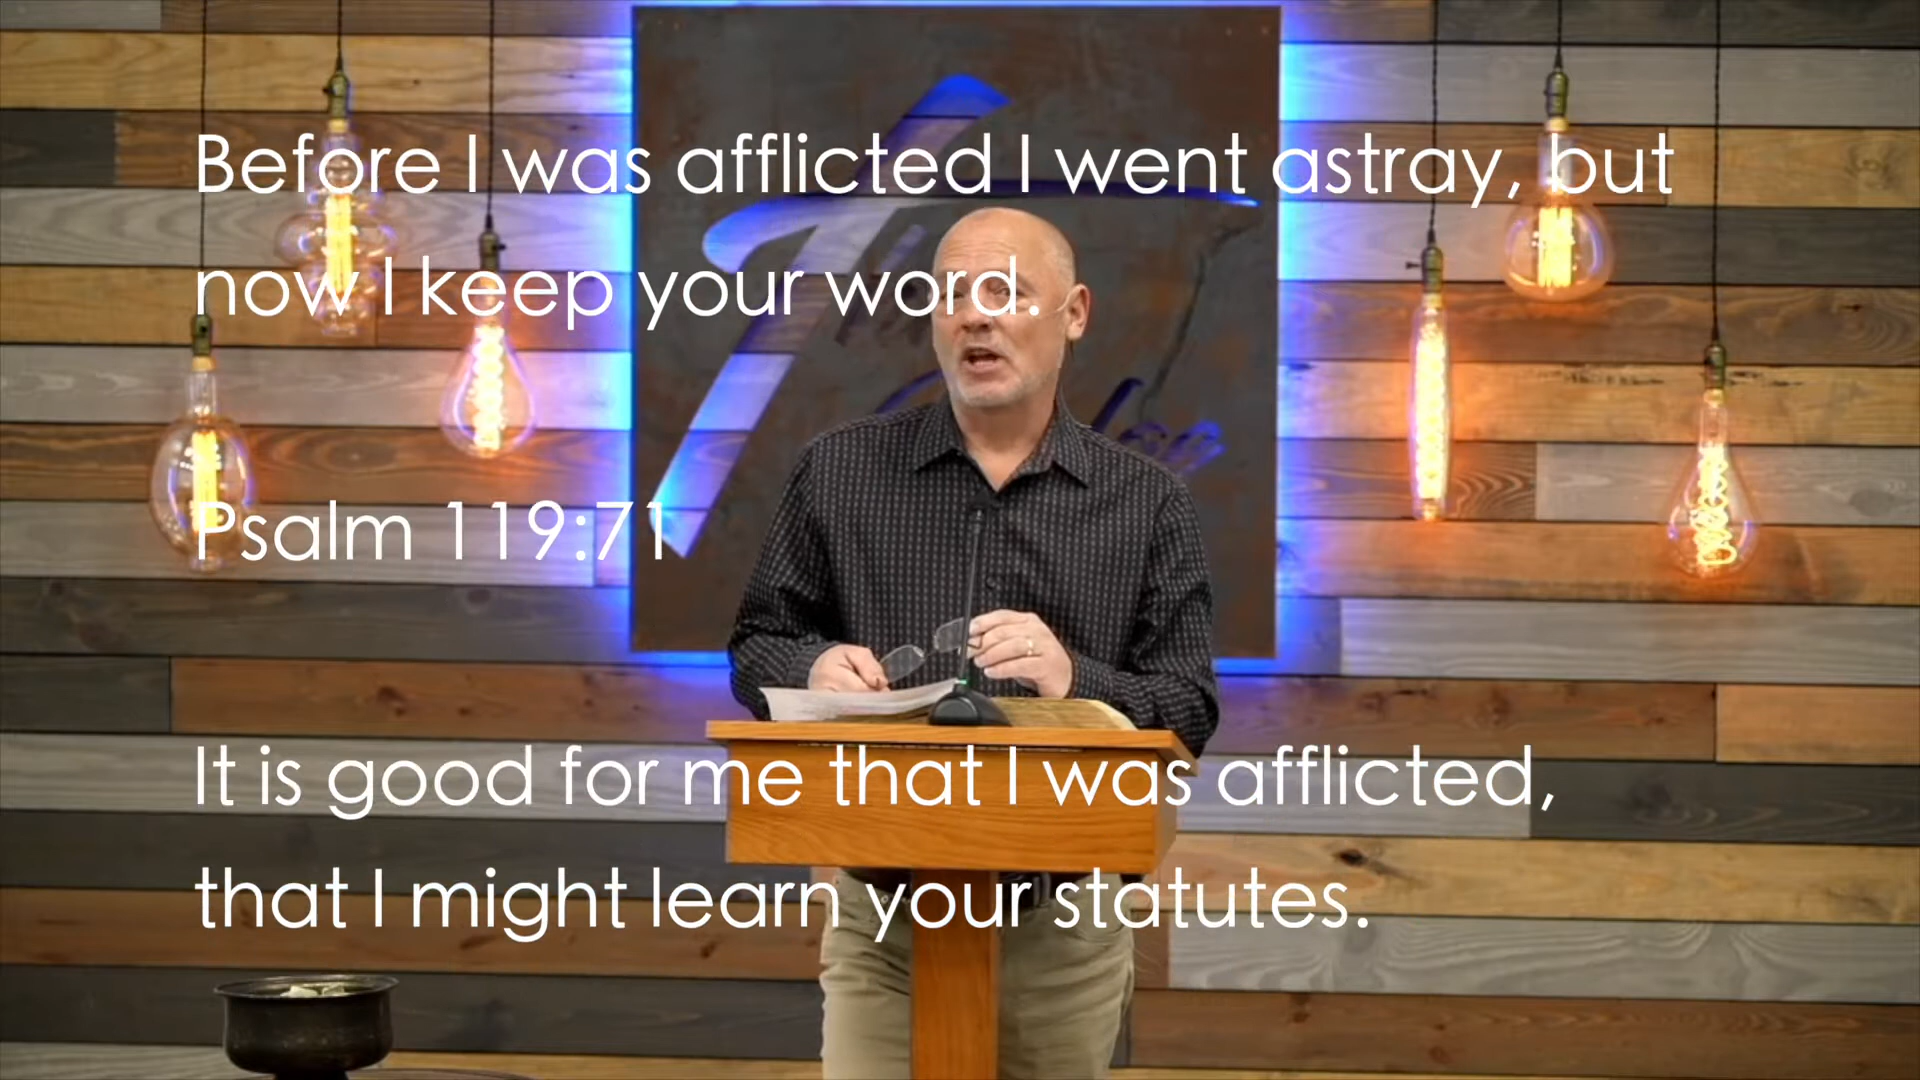 Before I was afflicted I went astray, but
now I keep your word.
Psalm 119:71
It is good for me that I was afflicted,
that I might learn your statutes.